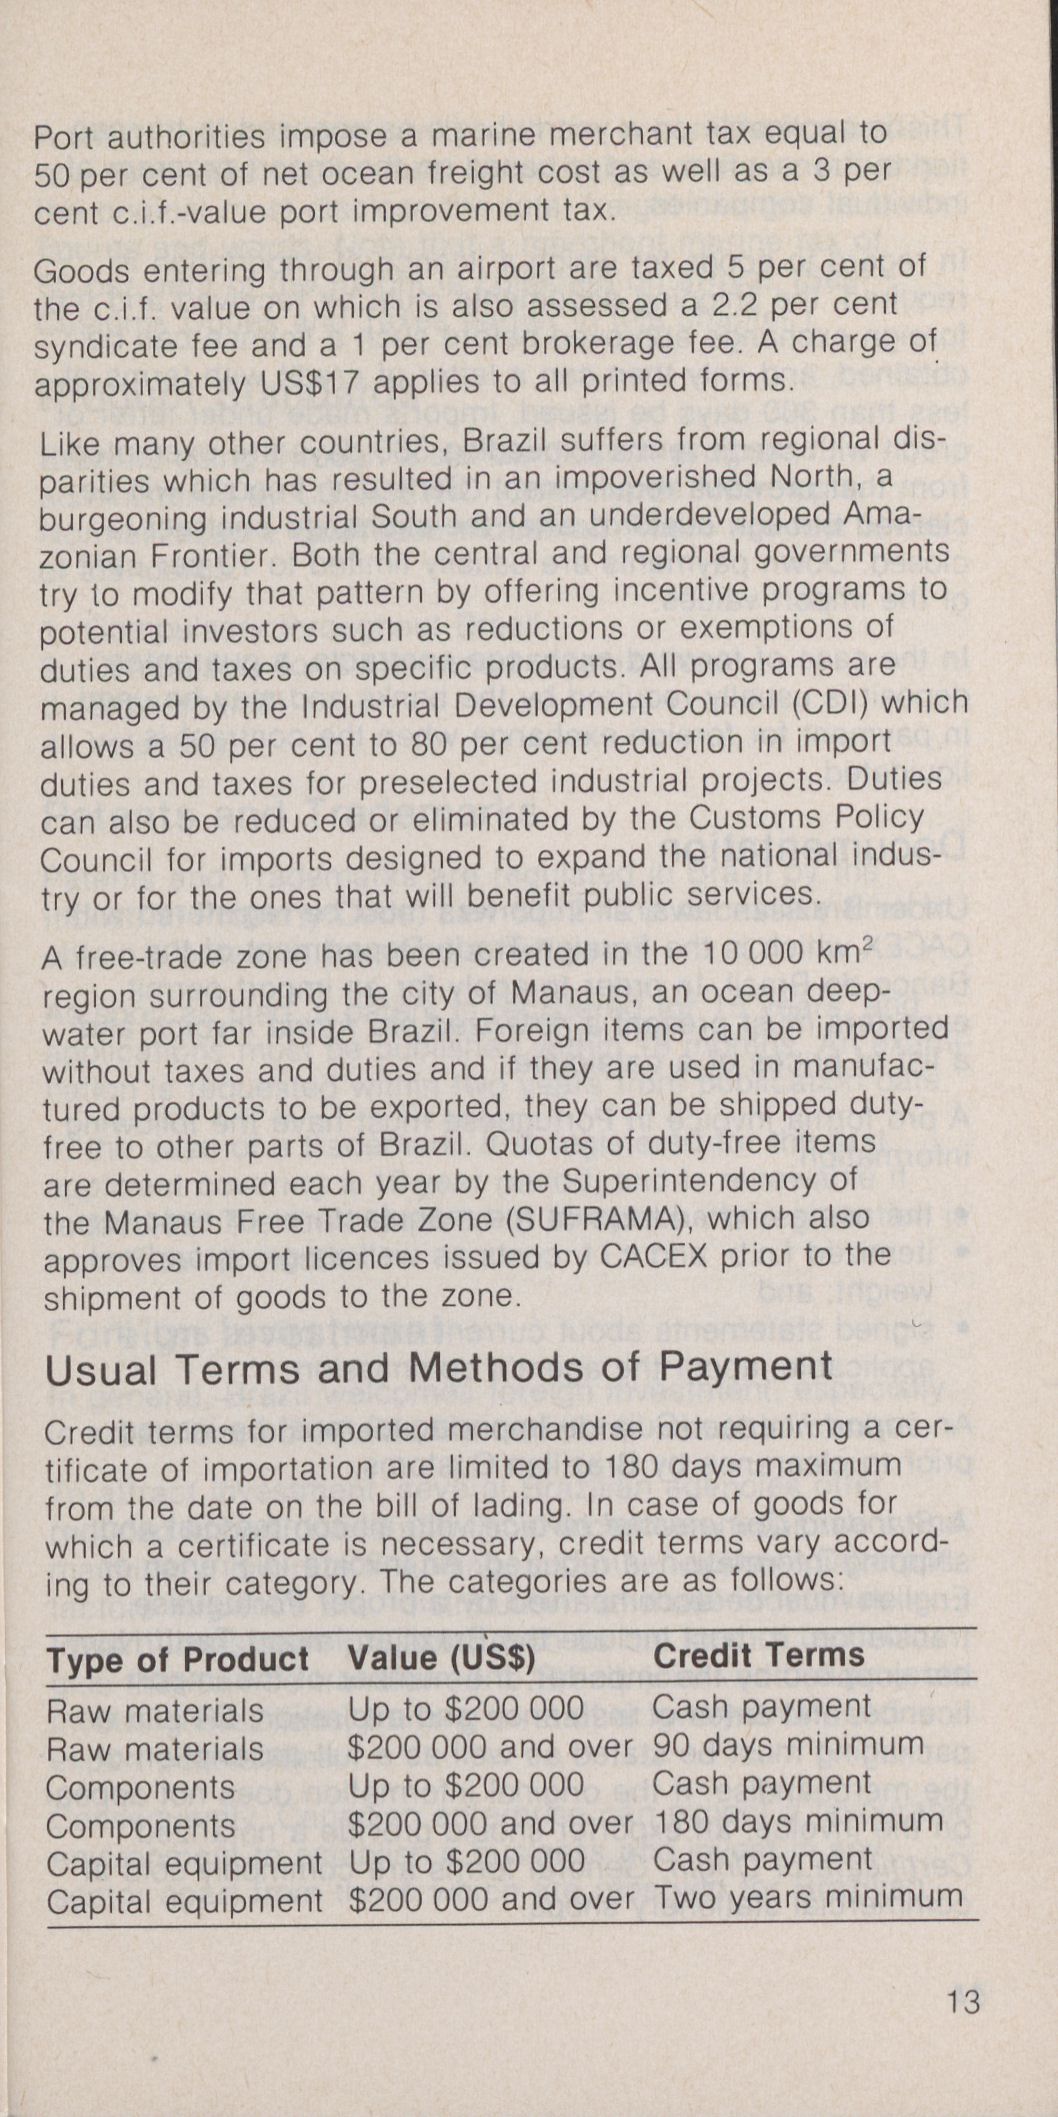 Port authorities impose a marine merchant tax equal to
50 per cent of net ocean freight cost as well as a 3 per
cent c.i.f.-value port improvement tax.
Goods entering through an airport are taxed 5 per cent of
the c.i.f. value on which is also assessed a 2.2 per cent
syndicate fee and a 1 per cent brokerage fee. A charge of
approximately US$17 applies to all printed forms.
Like many other countries, Brazil suffers from regional dis-
parities which has resulted in an impoverished North, a
burgeoning industrial South and an underdeveloped Ama-
zonian Frontier. Both the central and regional governments
try to modify that pattern by offering incentive programs to
potential investors such as reductions or exemptions of
duties and taxes on specific products. All programs are
managed by the Industrial Development Council (CDI) which
allows a 50 per cent to 80 per cent reduction in import
duties and taxes for preselected industrial projects. Duties
can also be reduced or eliminated by the Customs Policy
Council for imports designed to expand the national indus-
try or for the ones that will benefit public services.
A free-trade zone has been created in the 10 000 km²
region surrounding the city of Manaus, an ocean deep-
water port far inside Brazil. Foreign items can be imported
without taxes and duties and if they are used in manufac-
tured products to be exported, they can be shipped duty-
free to other parts of Brazil. Quotas of duty-free items
are determined each year by the Superintendency of
the Manaus Free Trade Zone (SUFRAMA), which also
approves import licences issued by CACEX prior to the
shipment of goods to the zone.
Usual Terms and Methods of Payment
Credit terms for imported merchandise not requiring a cer-
tificate of importation are limited to 180 days maximum
from the date on the bill of lading. In case of goods for
which a certificate is necessary, credit terms vary accord-
ing to their category. The categories are as follows:
Type of Product Value (US$) Credit Terms
Raw materials Up to $200 000 Cash payment
Raw materials $200 000 and over 90 days minimum
Components Up to $200 000 Cash payment
Components $200 000 and over 180 days minimum
Capital equipment Up to $200 000 Cash payment
Capital equipment $200 000 and over Two years minimum
13